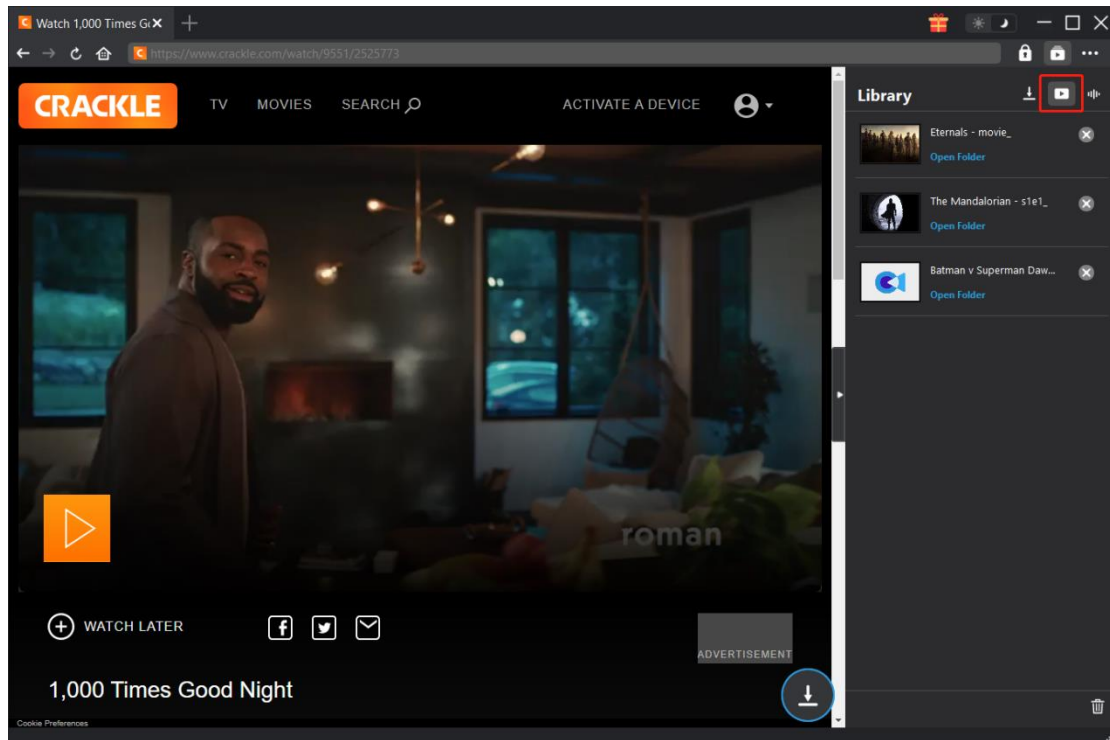 Watch 1,000 Times G
https://www.crackle.com/watch/9551/2525773
CRACKLE
TV
MOVIES
SEARCH
ACTIVATE A DEVICE
roman
WATCH LATER
ADVERTISEMENT
1,000 Times Good Night
Cookie Preferences
Library
Eternals - movie_
Open Folder
The Mandalorian - s1e1_
Open Folder
Batman v Superman Daw...
Open Folder